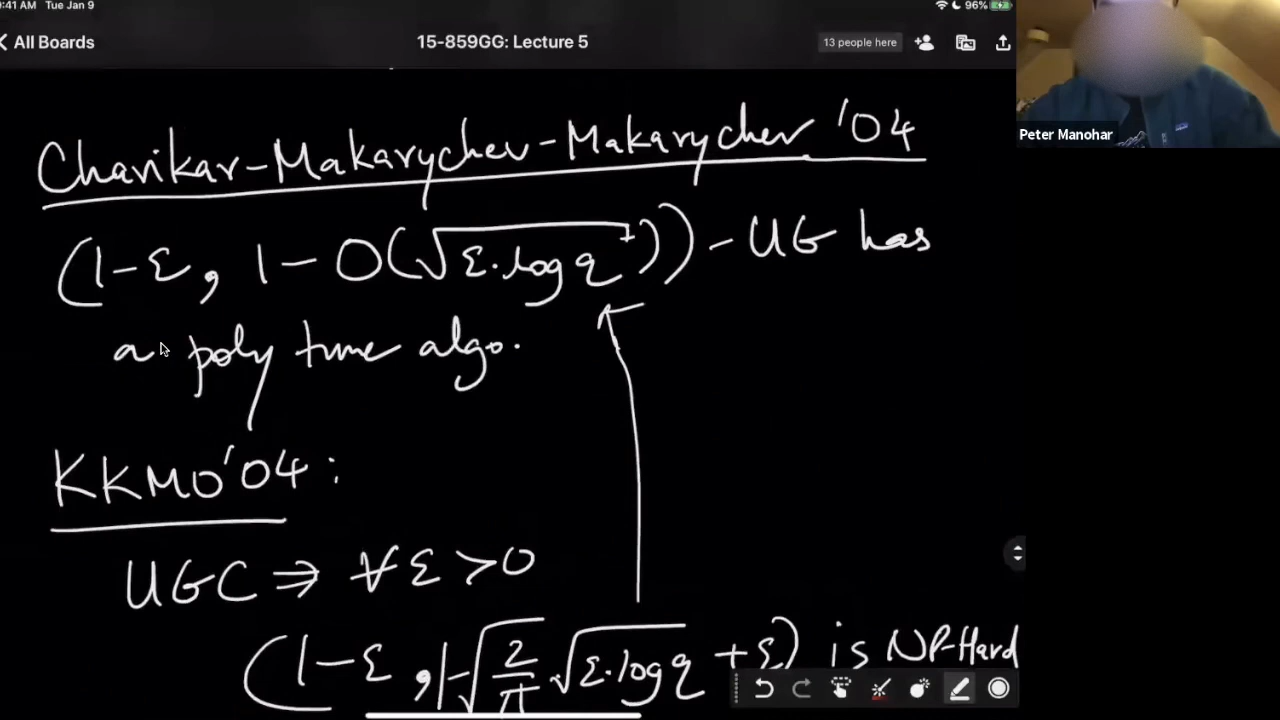 9:41 AM Tue Jan 9
96%
All Boards
15-859GG: Lecture 5
13 people here
Peter Manohar
Charikar-Makarychev-Makarychev '04
(1-ε, 1-O(√ε·log q))-UG has
a poly time algo.
KKMO'04:
UGC ⇒ ∀ε>0
(1-ε, 1-√2/π √ε·log q +ε) is NP-Hard